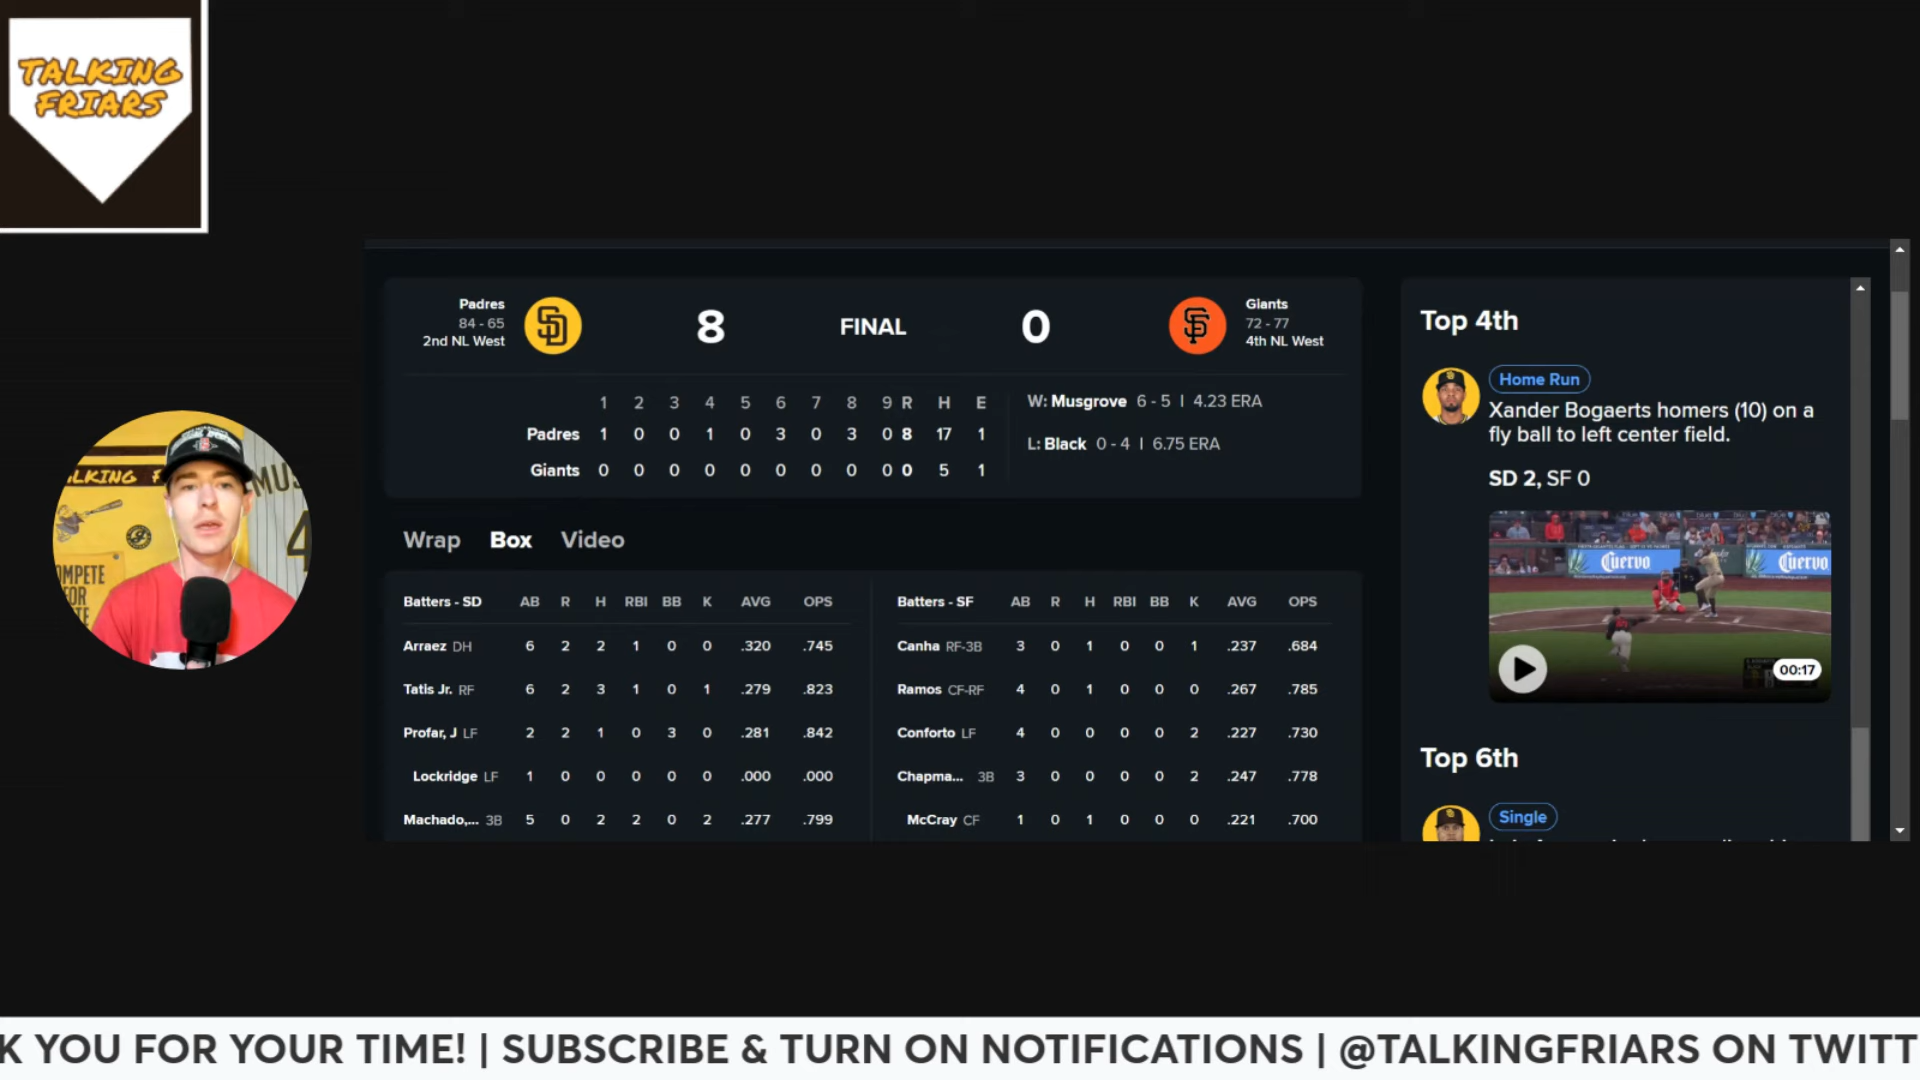 TALKING
FRIARS
Padres
84 - 65
2nd NL West
8
FINAL
0
Giants
72 - 77
4th NL West
1 2 3 4 5 6 7 8 9 R H E
Padres 1 0 0 1 0 3 0 3 0 8 17 1
Giants 0 0 0 0 0 0 0 0 0 0 5 1
W: Musgrove 6 - 5 | 4.23 ERA
L: Black 0 - 4 | 6.75 ERA
Wrap Box Video
Batters - SD AB R H RBI BB K AVG OPS
Arraez DH 6 2 2 1 0 0 .320 .745
Tatis Jr. RF 6 2 3 1 0 1 .279 .823
Profar, J LF 2 2 1 0 3 0 .281 .842
Lockridge LF 1 0 0 0 0 0 .000 .000
Machado,... 3B 5 0 2 2 0 2 .277 .799
Batters - SF AB R H RBI BB K AVG OPS
Canha RF-3B 3 0 1 0 0 1 .237 .684
Ramos CF-RF 4 0 1 0 0 0 .267 .785
Conforto LF 4 0 0 0 0 2 .227 .730
Chapma... 3B 3 0 0 0 0 2 .247 .778
McCray CF 1 0 1 0 0 0 .221 .700
Top 4th
Home Run
Xander Bogaerts homers (10) on a
fly ball to left center field.
SD 2, SF 0
Cuervo
Cuervo
00:17
Top 6th
Single
ALKING F
MUS
4
OMPETE
FOR
K YOU FOR YOUR TIME! | SUBSCRIBE & TURN ON NOTIFICATIONS | @TALKINGFRIARS ON TWITT